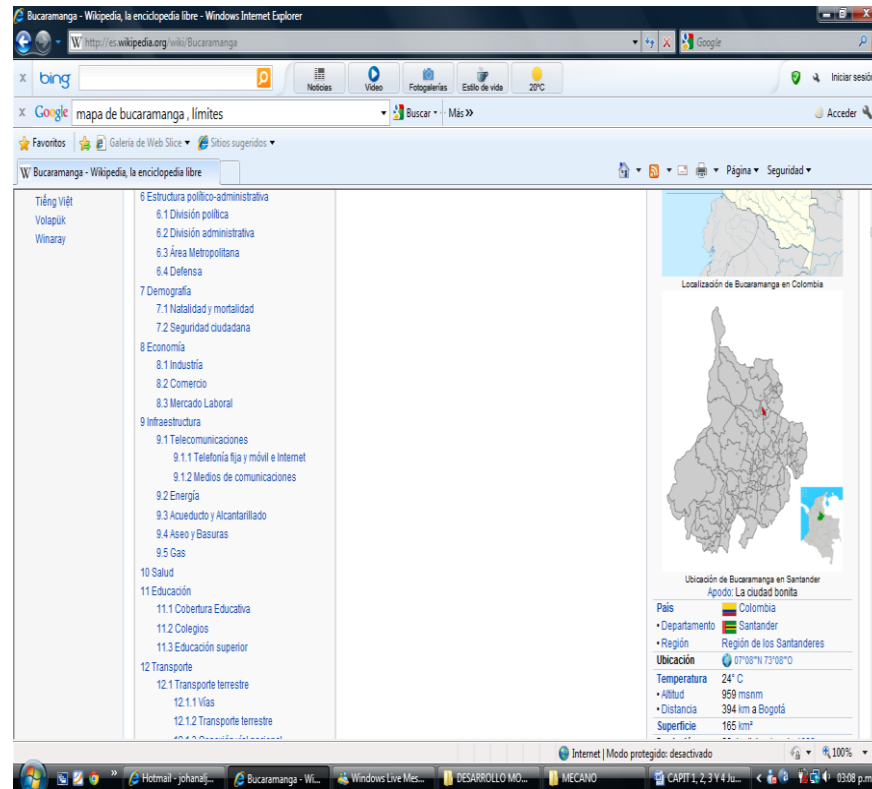 Bucaramanga - Wikipedia, la enciclopedia libre - Windows Internet Explorer
http://es.wikipedia.org/wiki/Bucaramanga
Google
x bing
Noticias Video Fotogalerías Estilo de vida 20°C
Iniciar sesión
x Google mapa de bucaramanga , límites
Buscar Más »
Acceder
Favoritos Galería de Web Slice Sitios sugeridos
W Bucaramanga - Wikipedia, la enciclopedia libre
Página Seguridad
Tiếng Việt
Volapük
Winaray
6 Estructura político-administrativa
6.1 División política
6.2 División administrativa
6.3 Área Metropolitana
6.4 Defensa
7 Demografía
7.1 Natalidad y mortalidad
7.2 Seguridad ciudadana
8 Economía
8.1 Industría
8.2 Comercio
8.3 Mercado Laboral
9 Infraestructura
9.1 Telecomunicaciones
9.1.1 Telefonía fija y móvil e Internet
9.1.2 Medios de comunicaciones
9.2 Energía
9.3 Acueducto y Alcantarillado
9.4 Aseo y Basuras
9.5 Gas
10 Salud
11 Educación
11.1 Cobertura Educativa
11.2 Colegios
11.3 Educación superior
12 Transporte
12.1 Transporte terrestre
12.1.1 Vías
12.1.2 Transporte terrestre
Localización de Bucaramanga en Colombia
Ubicación de Bucaramanga en Santander
Apodo: La ciudad bonita
País Colombia
• Departamento Santander
• Región Región de los Santanderes
Ubicación 07°08′N 73°08′O
Temperatura 24° C
• Altitud 959 msnm
• Distancia 394 km a Bogotá
Superficie 165 km²
Internet | Modo protegido: desactivado
100%
Hotmail - johanalj...
Bucaramanga - Wi...
Windows Live Mes...
DESARROLLO MO...
MECANO
CAPIT 1, 2, 3 Y 4 Ju...
03:08 p.m.